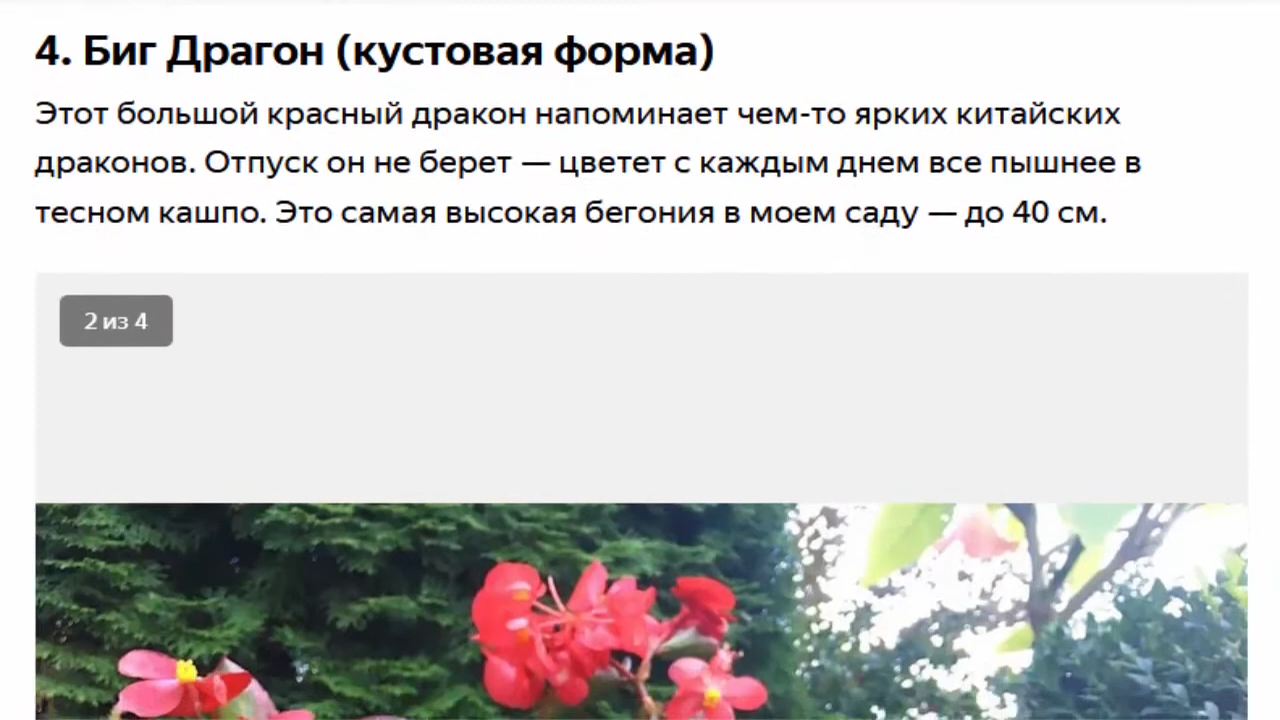 4. Биг Драгон (кустовая форма)
Этот большой красный дракон напоминает чем-то ярких китайских
драконов. Отпуск он не берет — цветет с каждым днем все пышнее в
тесном кашпо. Это самая высокая бегония в моем саду — до 40 см.
2 из 4